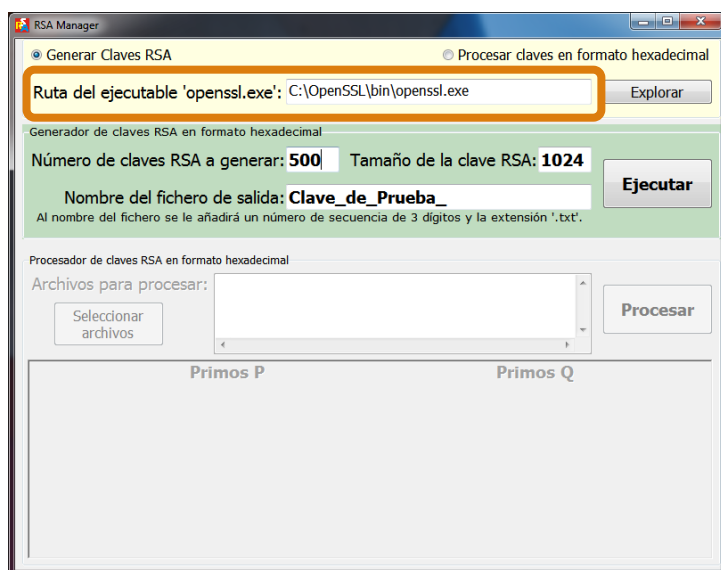 RSA Manager
Generar Claves RSA Procesar claves en formato hexadecimal
Ruta del ejecutable 'openssl.exe': C:\OpenSSL\bin\openssl.exe Explorar
Generador de claves RSA en formato hexadecimal
Número de claves RSA a generar: 500 Tamaño de la clave RSA: 1024
Ejecutar
Nombre del fichero de salida: Clave_de_Prueba_
Al nombre del fichero se le añadirá un número de secuencia de 3 dígitos y la extensión '.txt'.
Procesador de claves RSA en formato hexadecimal
Archivos para procesar:
Seleccionar
archivos
Procesar
Primos P Primos Q